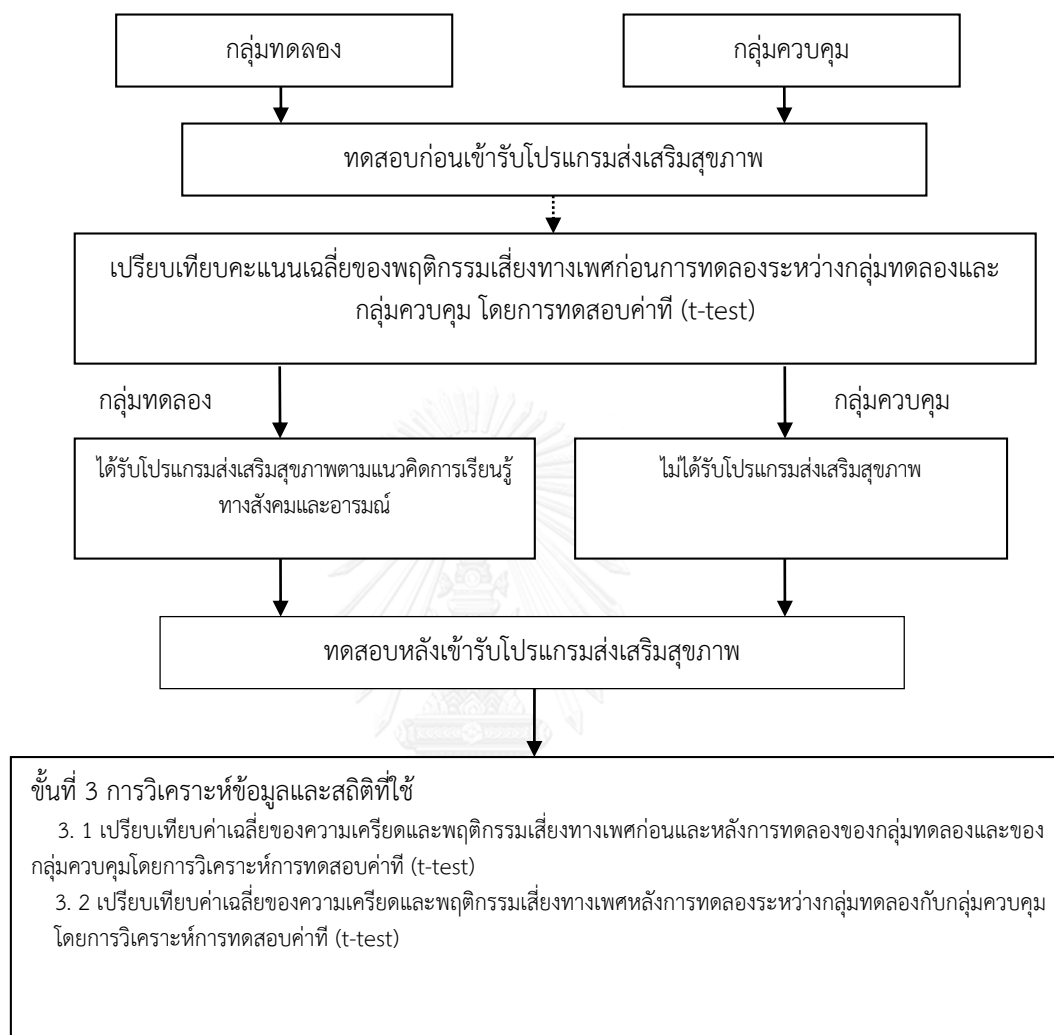 กลุ่มทดลอง
กลุ่มควบคุม
ทดสอบก่อนเข้ารับโปรแกรมส่งเสริมสุขภาพ
เปรียบเทียบคะแนนเฉลี่ยของพฤติกรรมเสี่ยงทางเพศก่อนการทดลองระหว่างกลุ่มทดลองและ
กลุ่มควบคุม โดยการทดสอบค่าที (t-test)
กลุ่มทดลอง
กลุ่มควบคุม
ได้รับโปรแกรมส่งเสริมสุขภาพตามแนวคิดการเรียนรู้
ทางสังคมและอารมณ์
ไม่ได้รับโปรแกรมส่งเสริมสุขภาพ
ทดสอบหลังเข้ารับโปรแกรมส่งเสริมสุขภาพ
ขั้นที่ 3 การวิเคราะห์ข้อมูลและสถิติที่ใช้
3. 1 เปรียบเทียบค่าเฉลี่ยของความเครียดและพฤติกรรมเสี่ยงทางเพศก่อนและหลังการทดลองของกลุ่มทดลองและของ
กลุ่มควบคุมโดยการวิเคราะห์การทดสอบค่าที (t-test)
3. 2 เปรียบเทียบค่าเฉลี่ยของความเครียดและพฤติกรรมเสี่ยงทางเพศหลังการทดลองระหว่างกลุ่มทดลองกับกลุ่มควบคุม
โดยการวิเคราะห์การทดสอบค่าที (t-test)